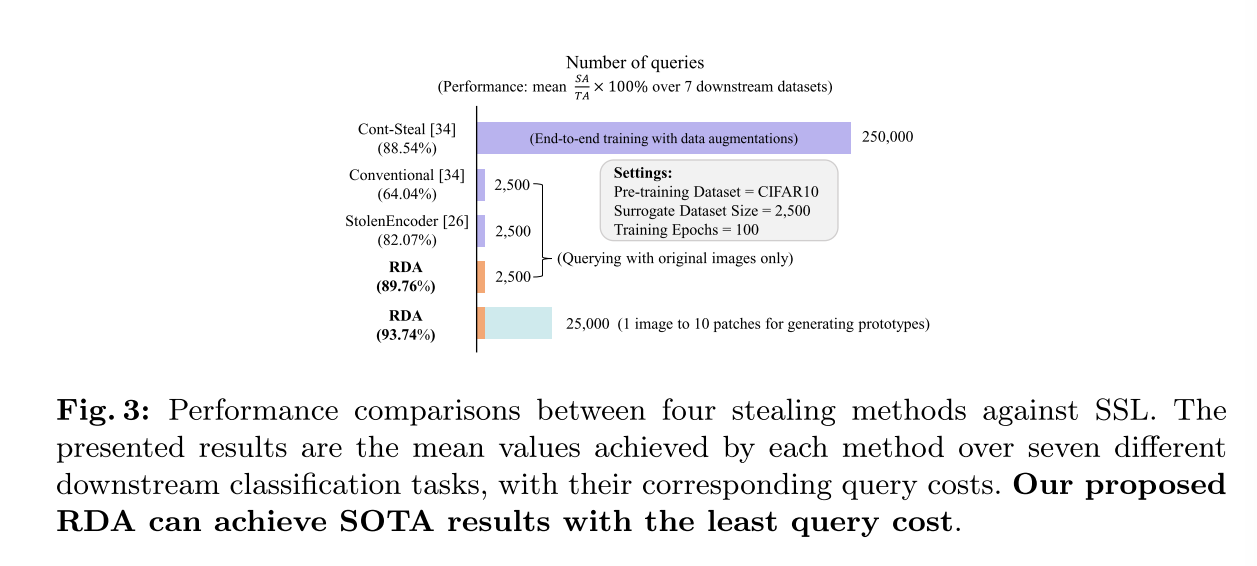 Number of queries
(Performance: mean SA/TA × 100% over 7 downstream datasets)
Cont-Steal [34]
(88.54%)
(End-to-end training with data augmentations)
250,000
Conventional [34]
(64.04%)
2,500
Settings:
Pre-training Dataset = CIFAR10
Surrogate Dataset Size = 2,500
Training Epochs = 100
StolenEncoder [26]
(82.07%)
2,500
(Querying with original images only)
RDA
(89.76%)
2,500
RDA
(93.74%)
25,000 (1 image to 10 patches for generating prototypes)
Fig. 3: Performance comparisons between four stealing methods against SSL. The
presented results are the mean values achieved by each method over seven different
downstream classification tasks, with their corresponding query costs. Our proposed
RDA can achieve SOTA results with the least query cost.